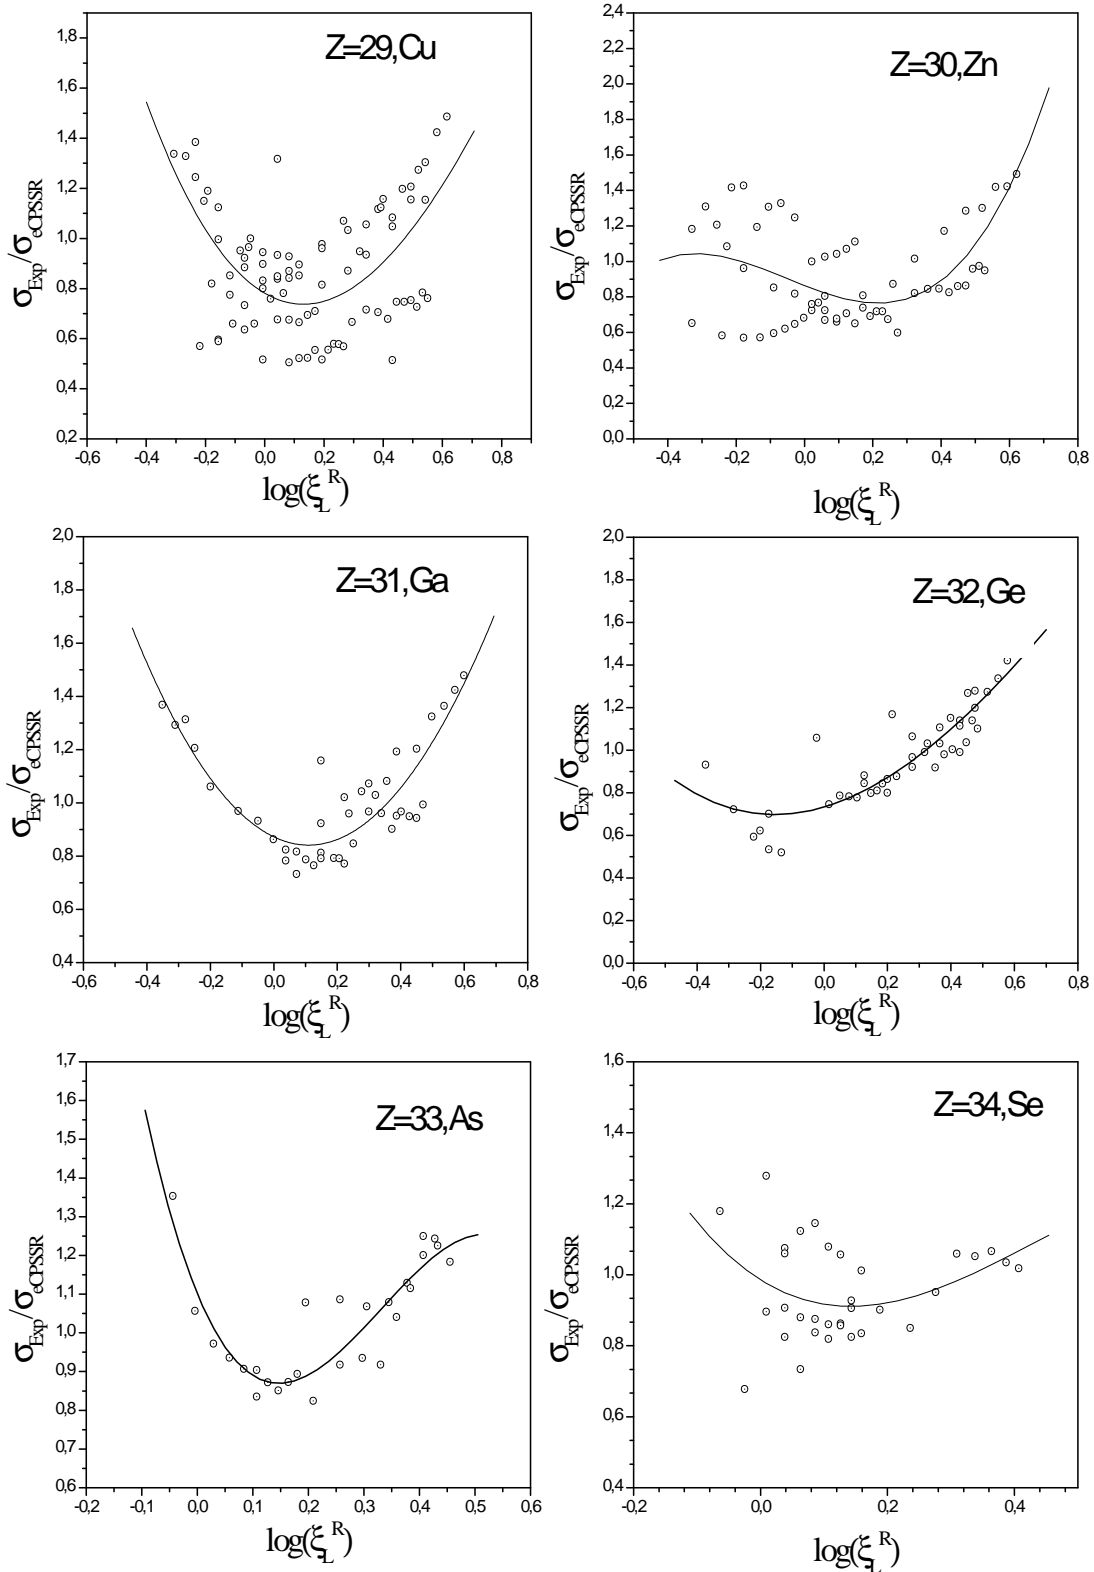 Z=29,Cu
1,8
1,6
1,4
1,2
1,0
0,8
0,6
0,4
0,2
-0,6 -0,4 -0,2 0,0 0,2 0,4 0,6 0,8
σExp/σeCPSSR
log(ξL^R)
Z=30,Zn
2,4
2,2
2,0
1,8
1,6
1,4
1,2
1,0
0,8
0,6
0,4
0,2
0,0
-0,4 -0,2 0,0 0,2 0,4 0,6 0,8
σExp/σeCPSSR
log(ξL^R)
Z=31,Ga
2,0
1,8
1,6
1,4
1,2
1,0
0,8
0,6
0,4
-0,6 -0,4 -0,2 0,0 0,2 0,4 0,6 0,8
σExp/σeCPSSR
log(ξL^R)
Z=32,Ge
2,0
1,8
1,6
1,4
1,2
1,0
0,8
0,6
0,4
0,2
0,0
-0,6 -0,4 -0,2 0,0 0,2 0,4 0,6 0,8
σExp/σeCPSSR
log(ξL^R)
Z=33,As
1,7
1,6
1,5
1,4
1,3
1,2
1,1
1,0
0,9
0,8
0,7
0,6
-0,2 -0,1 0,0 0,1 0,2 0,3 0,4 0,5 0,6
σExp/σeCPSSR
log(ξL^R)
Z=34,Se
1,6
1,4
1,2
1,0
0,8
0,6
0,4
-0,2 0,0 0,2 0,4
σExp/σeCPSSR
log(ξL^R)